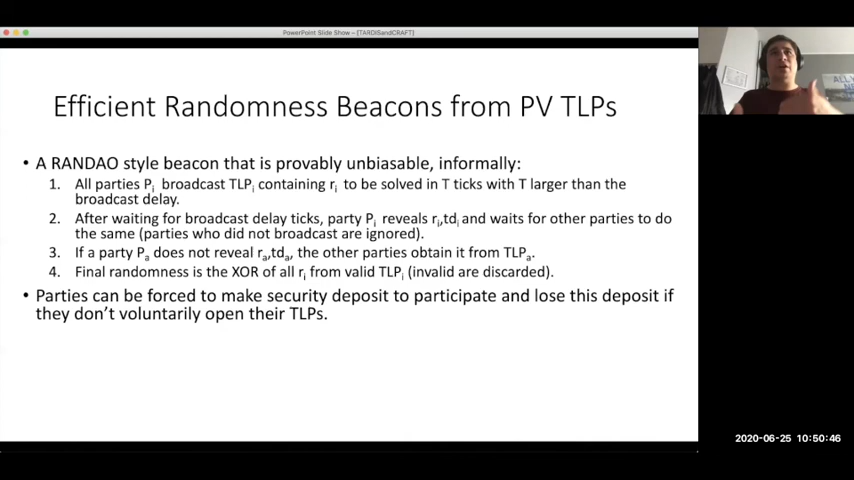 PowerPoint Slide Show – [TARDISandCRAFT]
Efficient Randomness Beacons from PV TLPs
• A RANDAO style beacon that is provably unbiasable, informally:
1. All parties Pi broadcast TLPi containing ri to be solved in T ticks with T larger than the
broadcast delay.
2. After waiting for broadcast delay ticks, party Pi reveals ri,tdi and waits for other parties to do
the same (parties who did not broadcast are ignored).
3. If a party Pa does not reveal ra,tda, the other parties obtain it from TLPa.
4. Final randomness is the XOR of all ri from valid TLPi (invalid are discarded).
• Parties can be forced to make security deposit to participate and lose this deposit if
they don't voluntarily open their TLPs.
2020-06-25 10:50:46